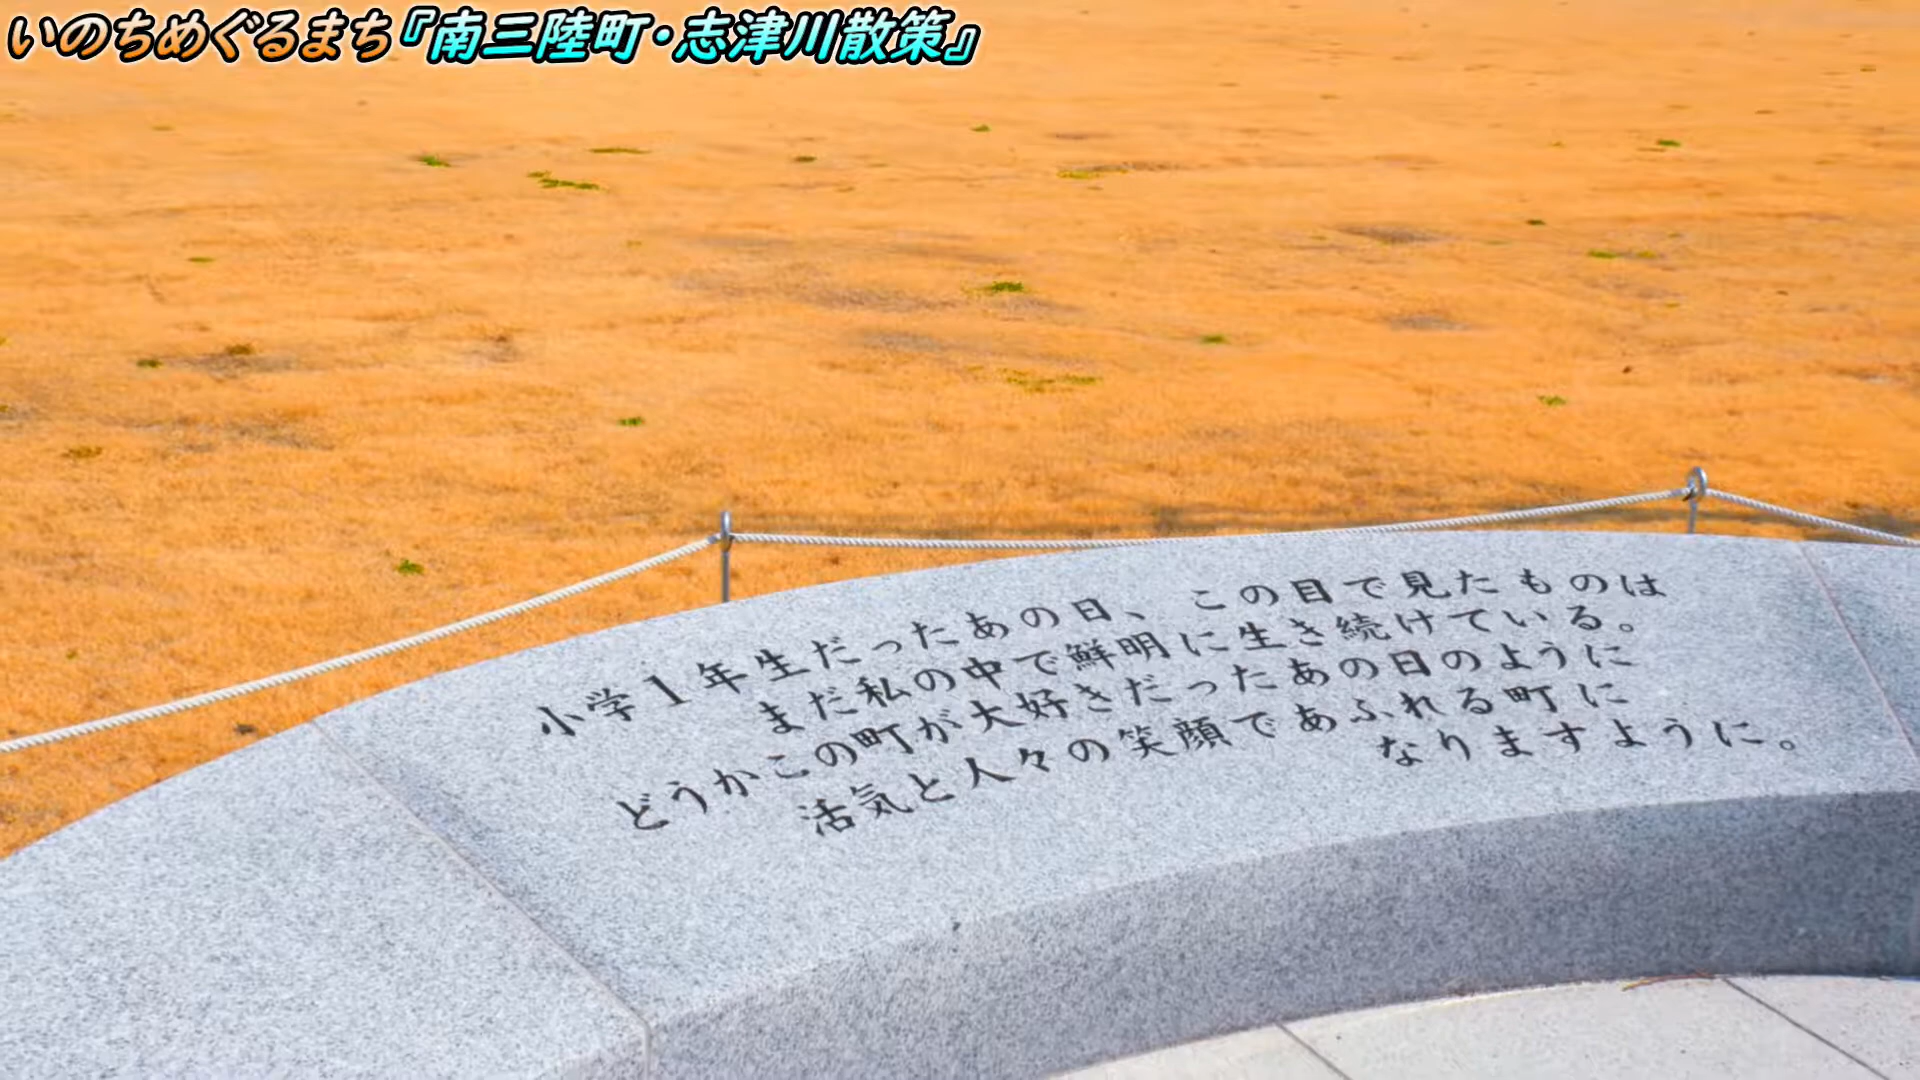 いのちめぐるまち『南三陸町・志津川散策』
小学1年生だったあの日、この目で見たものは
まだ私の中で鮮明に生き続けている。
どうかこの町が大好きだったあの日のように
活気と人々の笑顔であふれる町に
なりますように。